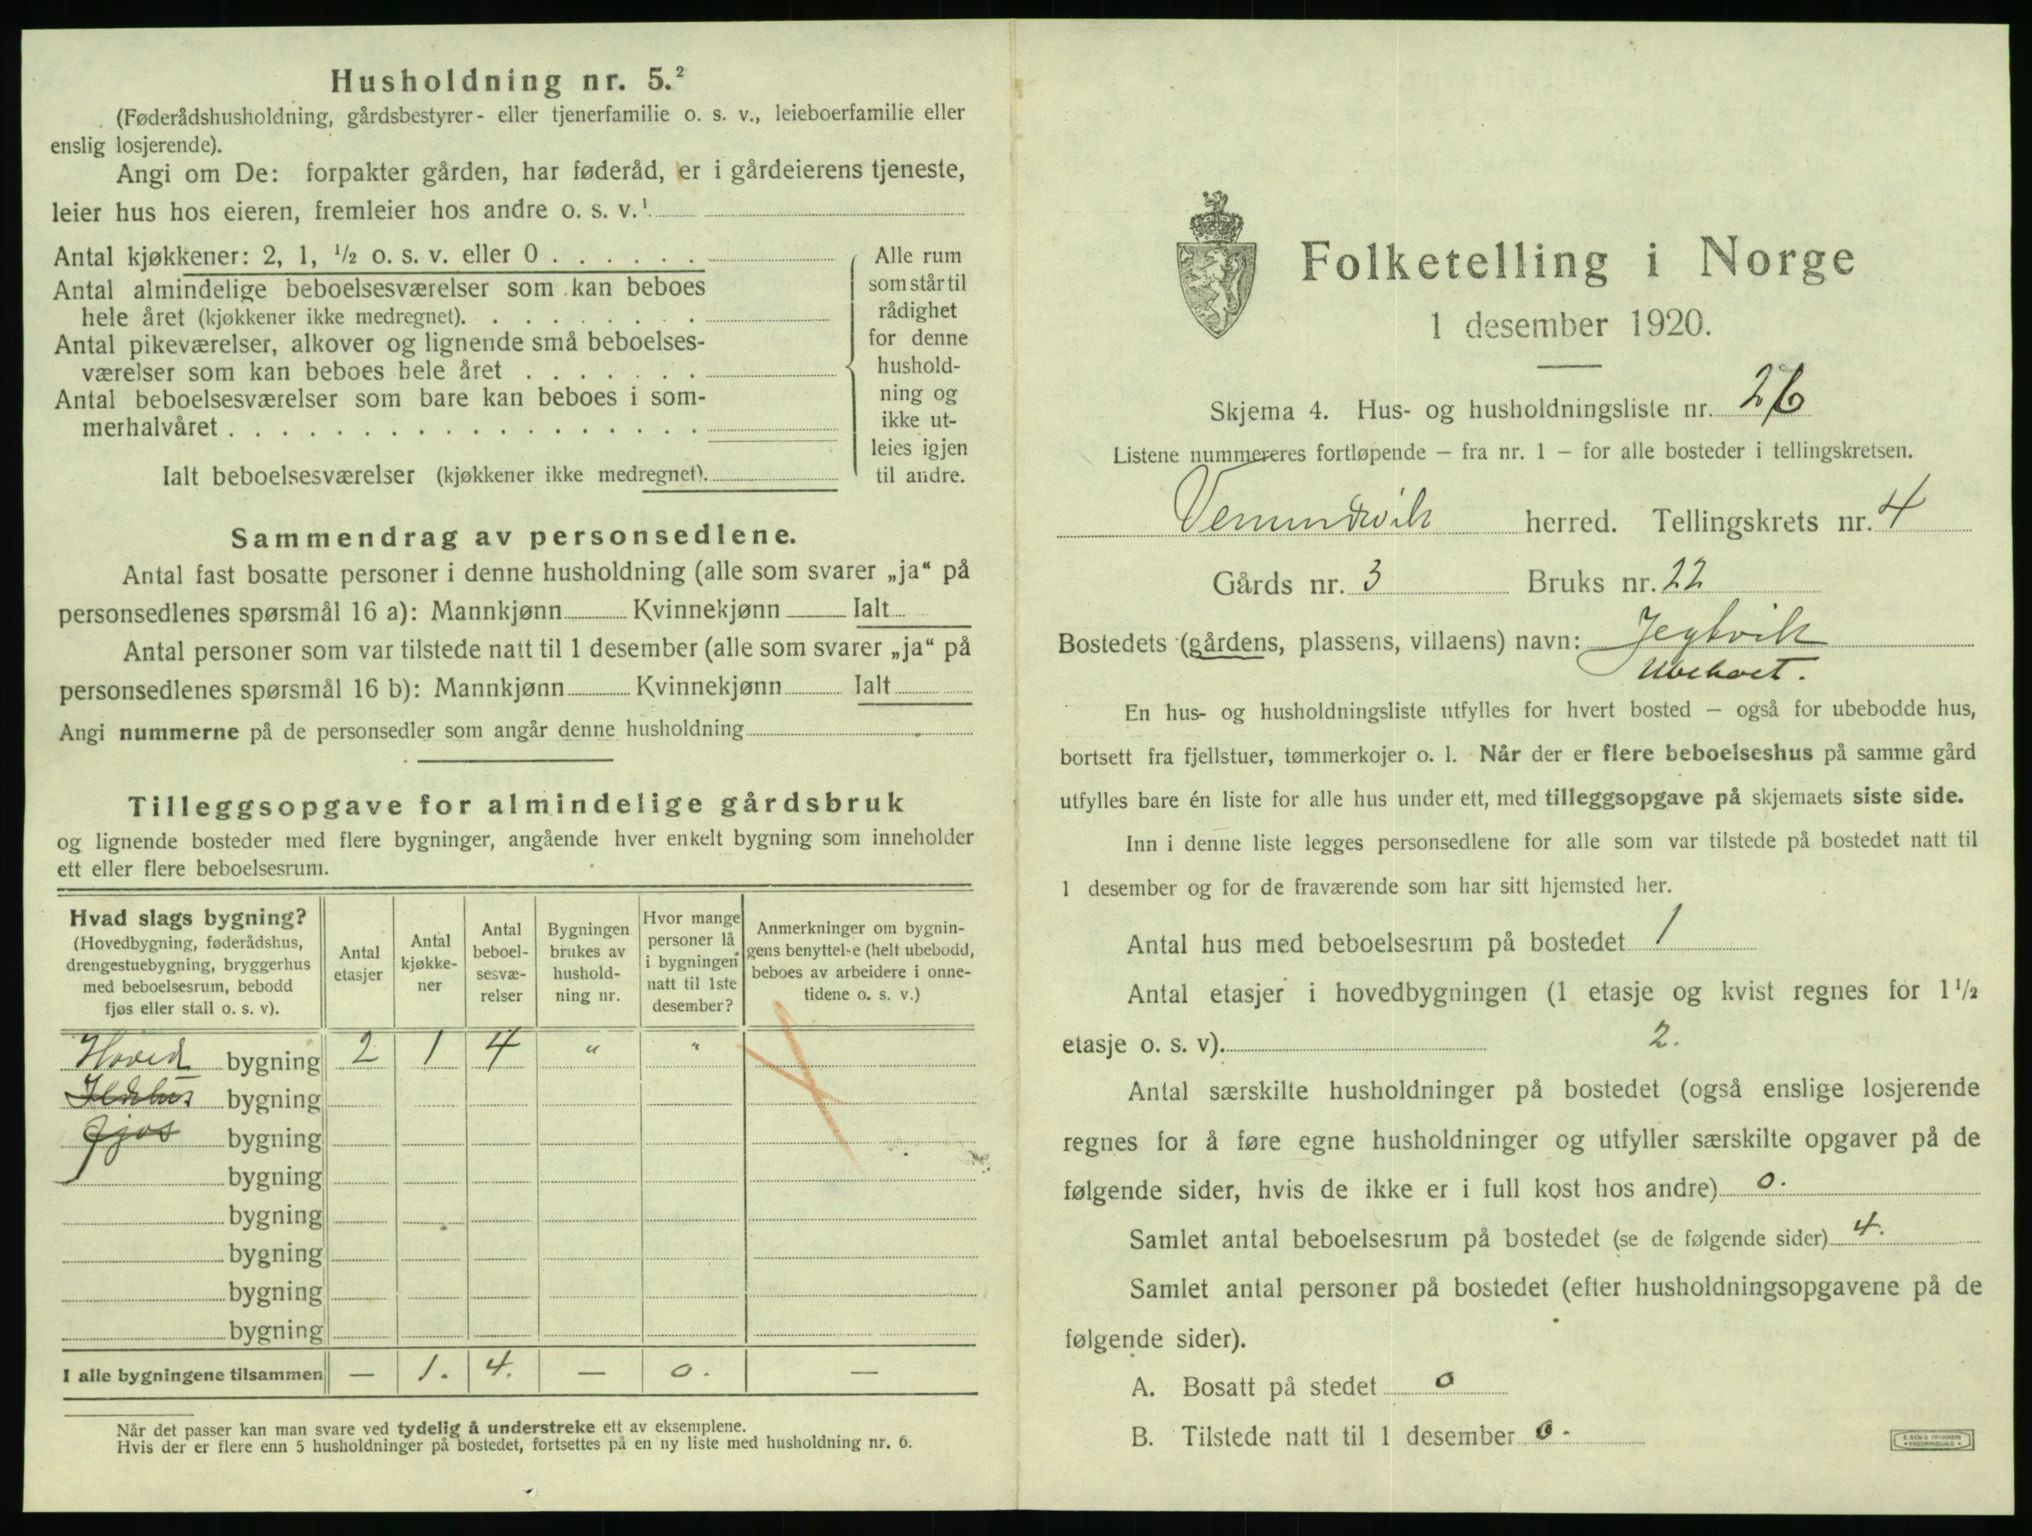 Husholdning nr. 5.²
(Føderådshusholdning, gårdsbestyrer- eller tjenerfamilie o. s. v., leieboerfamilie eller
enslig losjerende).
Angi om De: forpakter gården, har føderåd, er i gårdeierens tjeneste,
leier hus hos eieren, fremleier hos andre o. s. v.¹
Antal kjøkkener: 2, 1, ½ o. s. v. eller 0 . . . . . .
Antal almindelige beboelsesværelser som kan beboes
hele året (kjøkkener ikke medregnet). . . . . . . . .
Antal pikeværelser, alkover og lignende små beboelses-
værelser som kan beboes hele året . . . . . . .
Antal beboelsesværelser som bare kan beboes i som-
merhalvåret . . . . . . . . . . . . . . . . . .
Ialt beboelsesværelser (kjøkkener ikke medregnet).
Alle rum
som står til
rådighet
for denne
hushold-
ning og
ikke ut-
leies igjen
til andre.
Sammendrag av personsedlene.
Antal fast bosatte personer i denne husholdning (alle som svarer „ja“ på
personsedlenes spørsmål 16 a): Mannkjønn Kvinnekjønn Ialt
Antal personer som var tilstede natt til 1 desember (alle som svarer „ja“ på
personsedlenes spørsmål 16 b): Mannkjønn Kvinnekjønn Ialt
Angi nummerne på de personsedler som angår denne husholdning
Tilleggsopgave for almindelige gårdsbruk
og lignende bosteder med flere bygninger, angående hver enkelt bygning som inneholder
ett eller flere beboelsesrum.
Hvad slags bygning?
(Hovedbygning, føderådshus,
drengestuebygning, bryggerhus
med beboelsesrum, bebodd
fjøs eller stall o. s. v).
Antal
etasjer
Antal
kjøkke-
ner
Antal
beboel-
sesvæ-
relser
Bygningen
brukes av
hushold-
ning nr.
Hvor mange
personer lå
i bygningen
natt til 1ste
desember?
Anmerkninger om bygnin-
gens benyttelse (helt ubebodd,
beboes av arbeidere i onne-
tidene o. s. v.)
Hoved bygning 2 1 4 " "
Ildhus bygning
Fjøs bygning
bygning
bygning
bygning
bygning
bygning
I alle bygningene tilsammen — 1. 4. — 0. —
Når det passer kan man svare ved tydelig å understreke ett av eksemplene.
Hvis der er flere enn 5 husholdninger på bostedet, fortsettes på en ny liste med husholdning nr. 6.
Folketelling i Norge
1 desember 1920.
Skjema 4. Hus- og husholdningsliste nr. 26
Listene nummereres fortløpende – fra nr. 1 – for alle bosteder i tellingskretsen.
Vemundvik herred. Tellingskrets nr. 4
Gårds nr. 3 Bruks nr. 22
Bostedets (gårdens, plassens, villaens) navn: Jegtvik
Ubeboet.
En hus- og husholdningsliste utfylles for hvert bosted – også for ubebodde hus,
bortsett fra fjellstuer, tømmerkojer o. l. Når der er flere beboelseshus på samme gård
utfylles bare én liste for alle hus under ett, med tilleggsopgave på skjemaets siste side.
Inn i denne liste legges personsedlene for alle som var tilstede på bostedet natt til
1 desember og for de fraværende som har sitt hjemsted her.
Antal hus med beboelsesrum på bostedet 1
Antal etasjer i hovedbygningen (1 etasje og kvist regnes for 1½
etasje o. s. v). 2.
Antal særskilte husholdninger på bostedet (også enslige losjerende
regnes for å føre egne husholdninger og utfyller særskilte opgaver på de
følgende sider, hvis de ikke er i full kost hos andre) 0.
Samlet antal beboelsesrum på bostedet (se de følgende sider) 4.
Samlet antal personer på bostedet (efter husholdningsopgavene på de
følgende sider).
A. Bosatt på stedet 0
B. Tilstede natt til 1 desember 0.